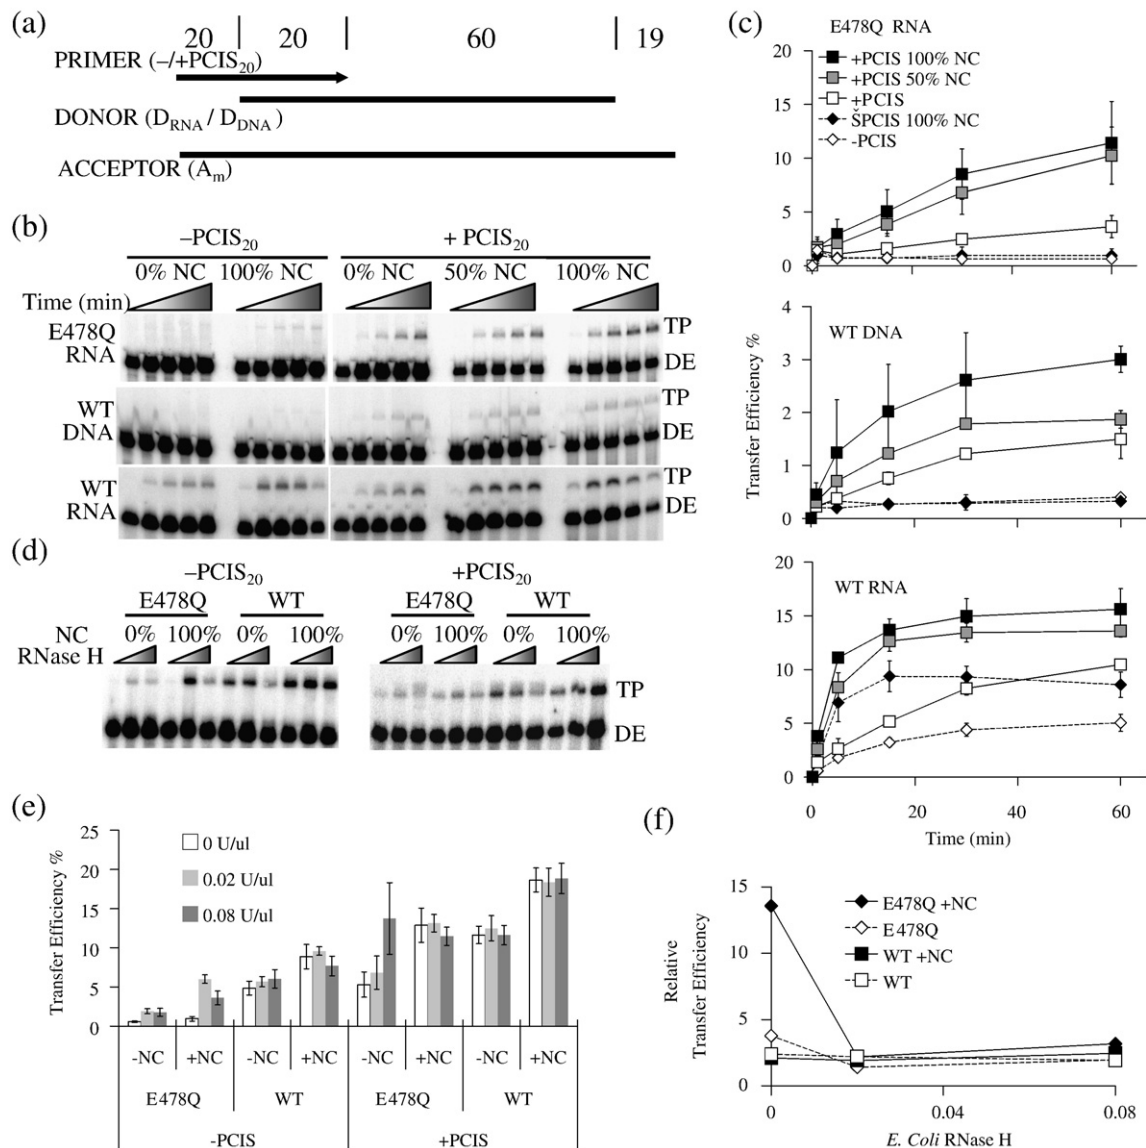 (a)
20 | 20 | 60 | 19
PRIMER (–/+PCIS20)
DONOR (DRNA / DDNA)
ACCEPTOR (Am)
(b)
–PCIS20
+ PCIS20
0% NC 100% NC 0% NC 50% NC 100% NC
Time (min)
E478Q
RNA
TP
DE
WT
DNA
TP
DE
WT
RNA
TP
DE
(c)
E478Q RNA
+PCIS 100% NC
+PCIS 50% NC
+PCIS
ŠPCIS 100% NC
-PCIS
20
15
10
5
0
WT DNA
4
3
2
1
0
Transfer Efficiency %
WT RNA
20
15
10
5
0
0 20 40 60
Time (min)
(d)
–PCIS20
+PCIS20
E478Q WT E478Q WT
NC 0% 100% 0% 100% 0% 100% 0% 100%
RNase H
TP
DE
(e)
Transfer Efficiency %
25
20
15
10
5
0
0 U/ul
0.02 U/ul
0.08 U/ul
-NC +NC -NC +NC -NC +NC -NC +NC
E478Q WT E478Q WT
-PCIS +PCIS
(f)
Relative
Transfer Efficiency
15
10
5
0
E478Q +NC
E478Q
WT +NC
WT
0 0.04 0.08
E. Coli RNase H